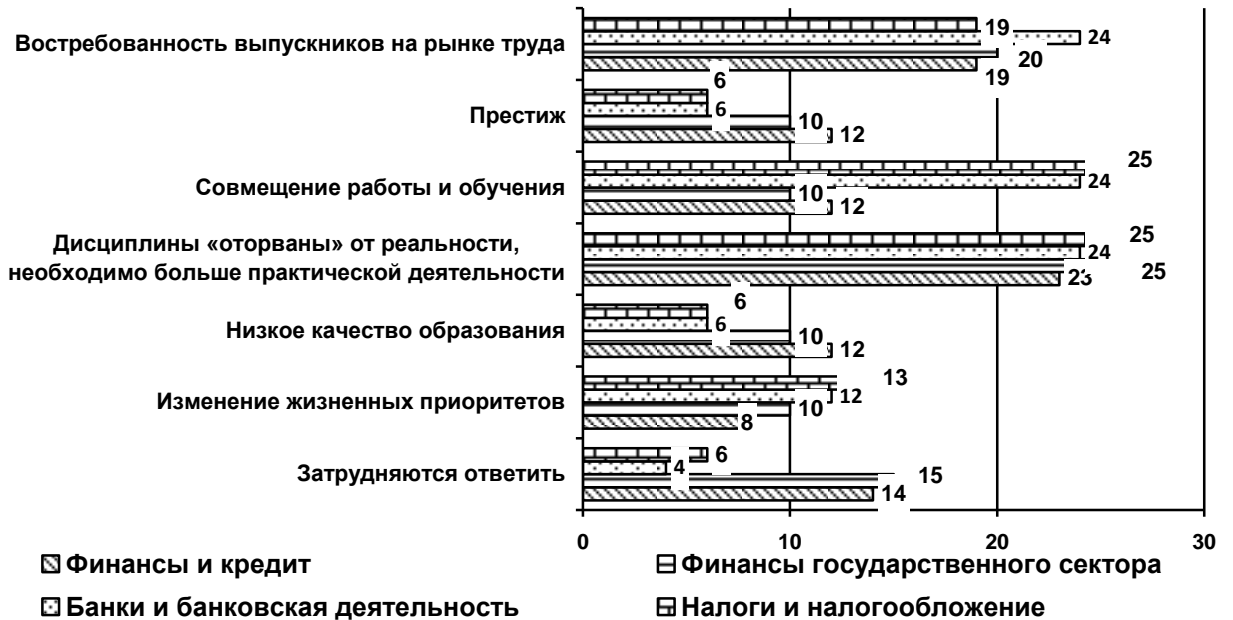 Востребованность выпускников на рынке труда
19
24
20
19
Престиж
6
6
10
12
Совмещение работы и обучения
25
24
10
12
Дисциплины «оторваны» от реальности,
необходимо больше практической деятельности
25
24
25
23
Низкое качество образования
6
6
10
12
Изменение жизненных приоритетов
13
12
10
8
Затрудняются ответить
6
4
15
14
0 10 20 30
Финансы и кредит
Финансы государственного сектора
Банки и банковская деятельность
Налоги и налогообложение